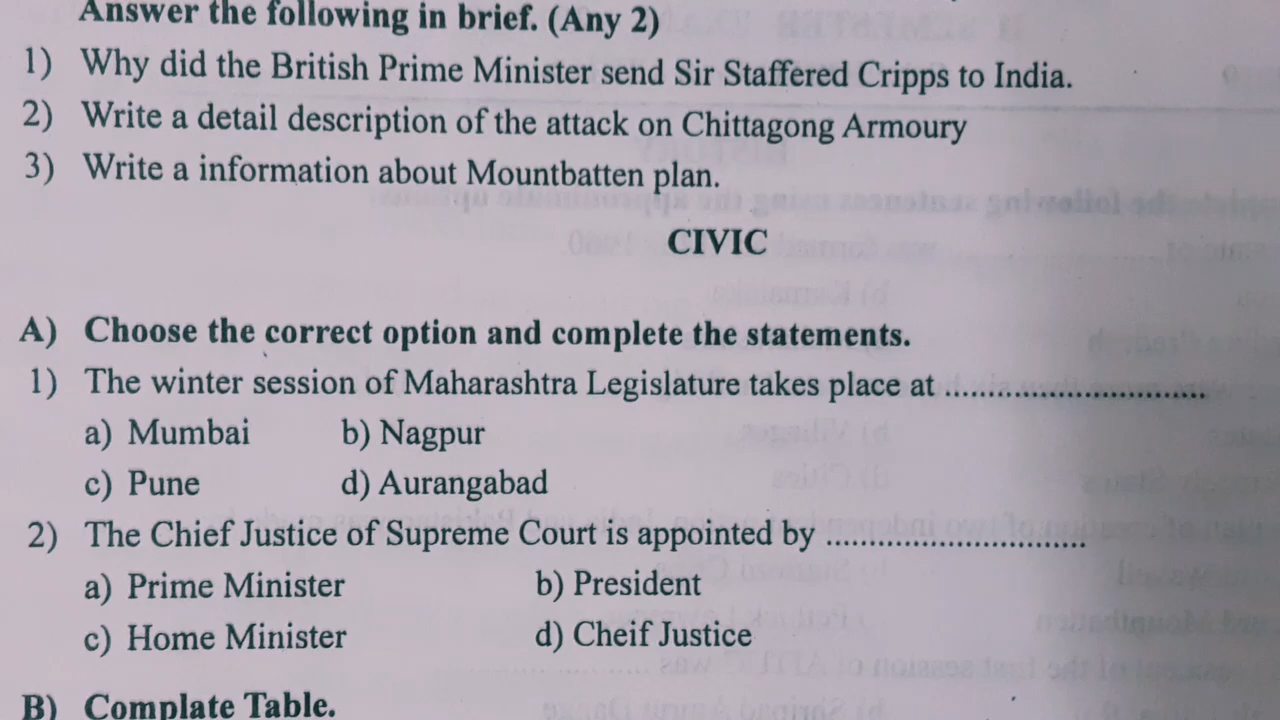 Answer the following in brief. (Any 2)
1) Why did the British Prime Minister send Sir Staffered Cripps to India.
2) Write a detail description of the attack on Chittagong Armoury
3) Write a information about Mountbatten plan.
CIVIC
A) Choose the correct option and complete the statements.
1) The winter session of Maharashtra Legislature takes place at ..............................
a) Mumbai b) Nagpur
c) Pune d) Aurangabad
2) The Chief Justice of Supreme Court is appointed by ..............................
a) Prime Minister b) President
c) Home Minister d) Cheif Justice
B) Complate Table.